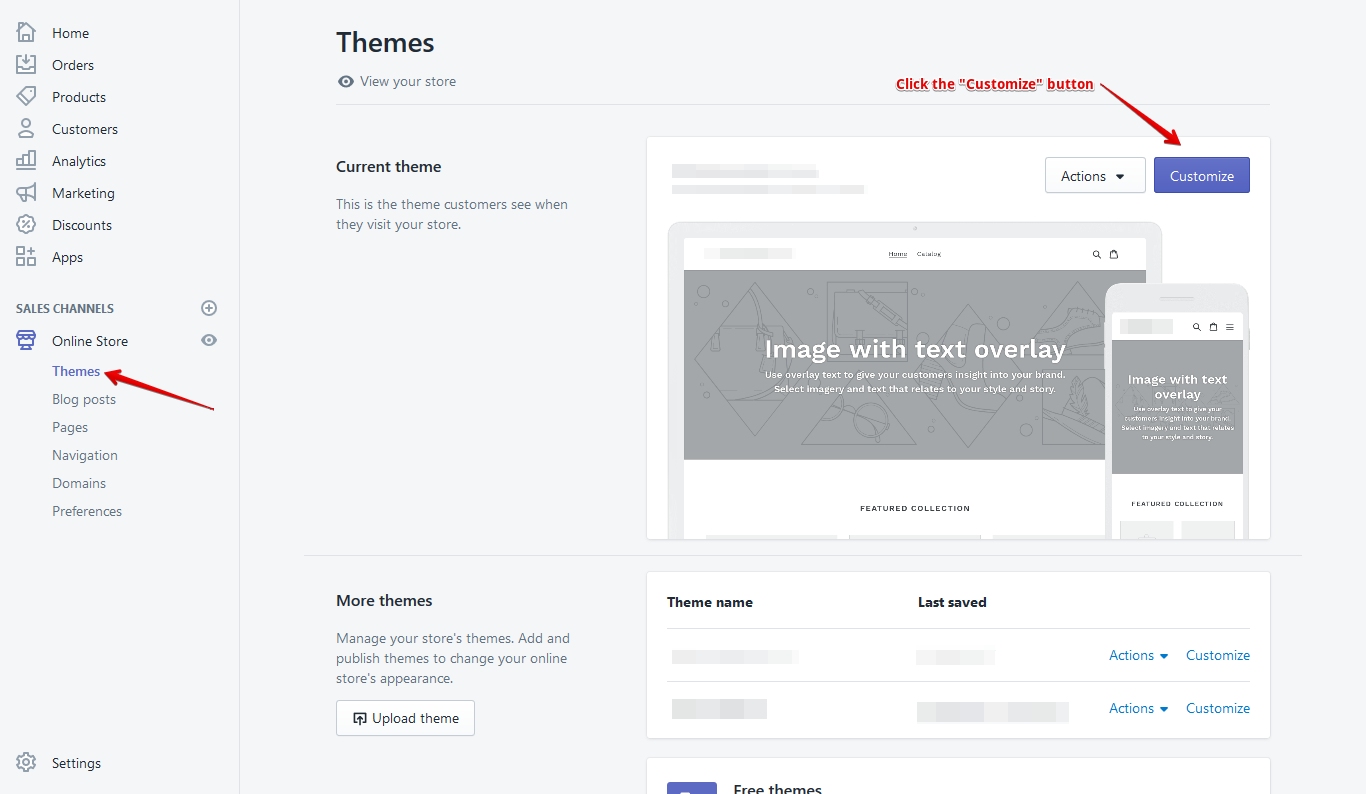 Home
Orders
Products
Customers
Analytics
Marketing
Discounts
Apps
SALES CHANNELS
Online Store
Themes
Blog posts
Pages
Navigation
Domains
Preferences
Settings
Themes
View your store
Click the "Customize" button
Current theme
This is the theme customers see when
they visit your store.
Actions
Customize
Home Catalog
Image with text overlay
Use overlay text to give your customers insight into your brand.
Select imagery and text that relates to your style and story.
FEATURED COLLECTION
Image with text
overlay
Use overlay text to give your
customers insight into your brand.
Select imagery and text that relates
to your style and story.
FEATURED COLLECTION
More themes
Manage your store's themes. Add and
publish themes to change your online
store's appearance.
Upload theme
Theme name Last saved
Actions Customize
Actions Customize
Free themes